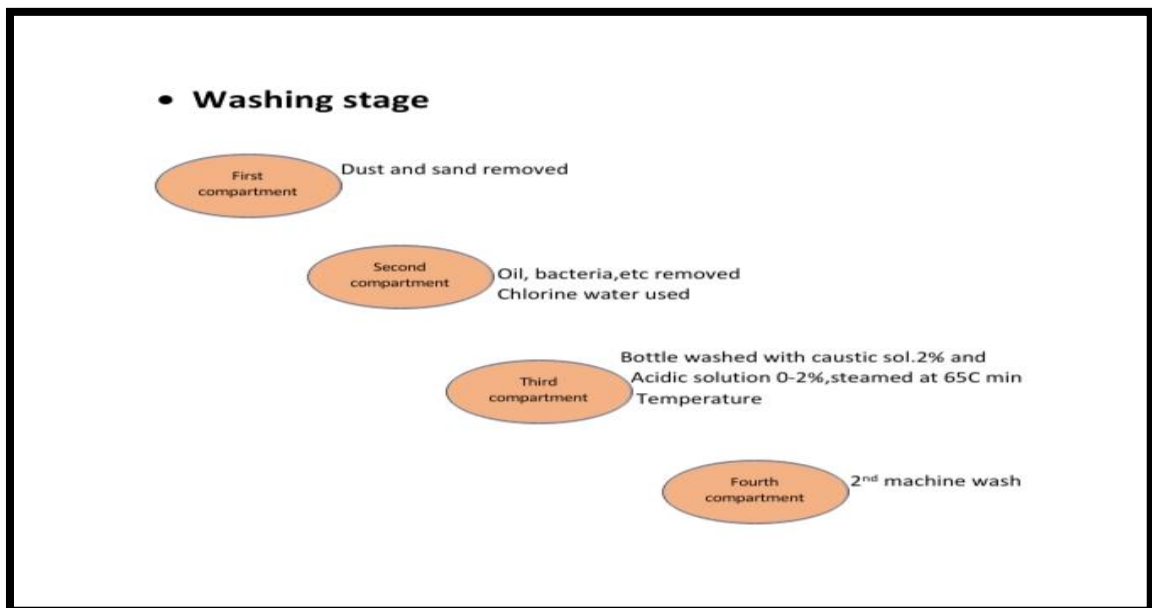 • Washing stage
First
compartment
Dust and sand removed
Second
compartment
Oil, bacteria,etc removed
Chlorine water used
Third
compartment
Bottle washed with caustic sol.2% and
Acidic solution 0-2%,steamed at 65C min
Temperature
Fourth
compartment
2nd machine wash